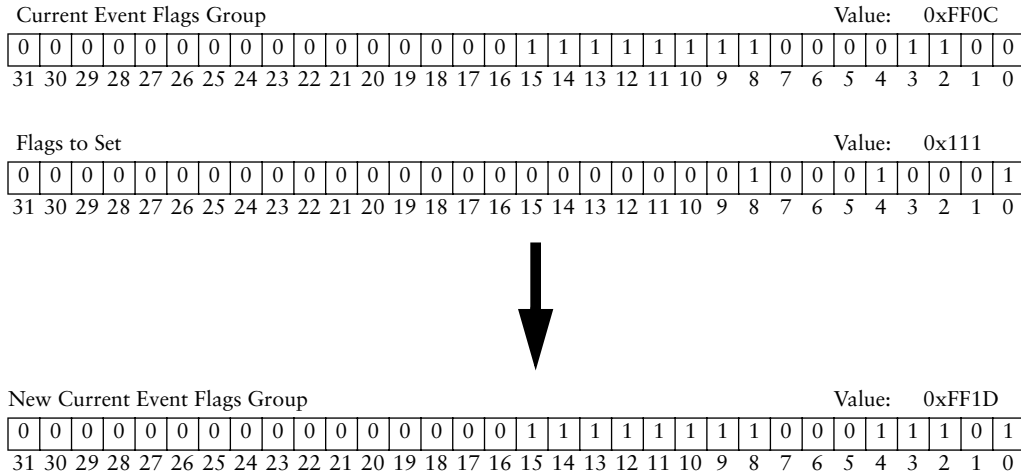 Current Event Flags Group Value: 0xFF0C
0 0 0 0 0 0 0 0 0 0 0 0 0 0 0 0 1 1 1 1 1 1 1 1 0 0 0 0 1 1 0 0
31 30 29 28 27 26 25 24 23 22 21 20 19 18 17 16 15 14 13 12 11 10 9 8 7 6 5 4 3 2 1 0
Flags to Set Value: 0x111
0 0 0 0 0 0 0 0 0 0 0 0 0 0 0 0 0 0 0 0 0 0 0 1 0 0 0 1 0 0 0 1
31 30 29 28 27 26 25 24 23 22 21 20 19 18 17 16 15 14 13 12 11 10 9 8 7 6 5 4 3 2 1 0
New Current Event Flags Group Value: 0xFF1D
0 0 0 0 0 0 0 0 0 0 0 0 0 0 0 0 1 1 1 1 1 1 1 1 0 0 0 1 1 1 0 1
31 30 29 28 27 26 25 24 23 22 21 20 19 18 17 16 15 14 13 12 11 10 9 8 7 6 5 4 3 2 1 0